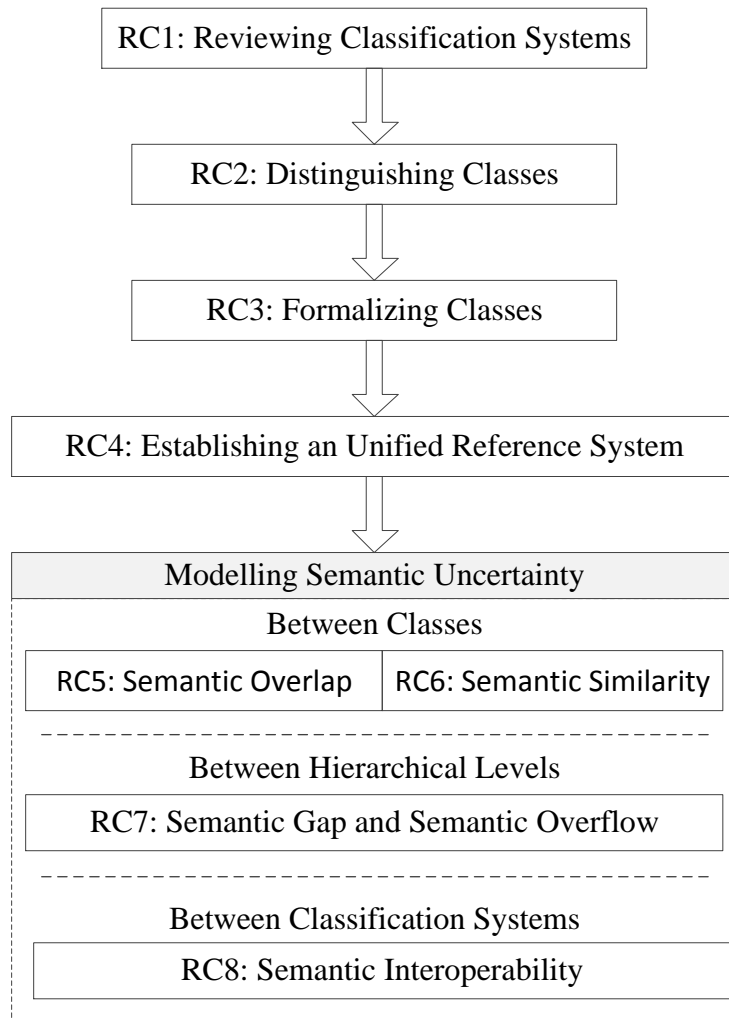 RC1: Reviewing Classification Systems
RC2: Distinguishing Classes
RC3: Formalizing Classes
RC4: Establishing an Unified Reference System
Modelling Semantic Uncertainty
Between Classes
RC5: Semantic Overlap
RC6: Semantic Similarity
Between Hierarchical Levels
RC7: Semantic Gap and Semantic Overflow
Between Classification Systems
RC8: Semantic Interoperability